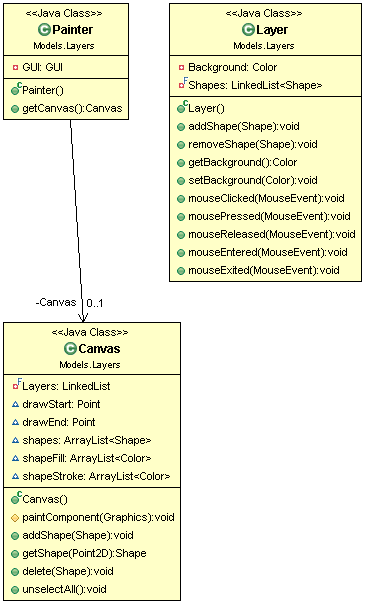 <<Java Class>>
Painter
Models.Layers
GUI: GUI
Painter()
getCanvas():Canvas
<<Java Class>>
Layer
Models.Layers
Background: Color
Shapes: LinkedList<Shape>
Layer()
addShape(Shape):void
removeShape(Shape):void
getBackground():Color
setBackground(Color):void
mouseClicked(MouseEvent):void
mousePressed(MouseEvent):void
mouseReleased(MouseEvent):void
mouseEntered(MouseEvent):void
mouseExited(MouseEvent):void
-Canvas 0..1
<<Java Class>>
Canvas
Models.Layers
Layers: LinkedList
drawStart: Point
drawEnd: Point
shapes: ArrayList<Shape>
shapeFill: ArrayList<Color>
shapeStroke: ArrayList<Color>
Canvas()
paintComponent(Graphics):void
addShape(Shape):void
getShape(Point2D):Shape
delete(Shape):void
unselectAll():void